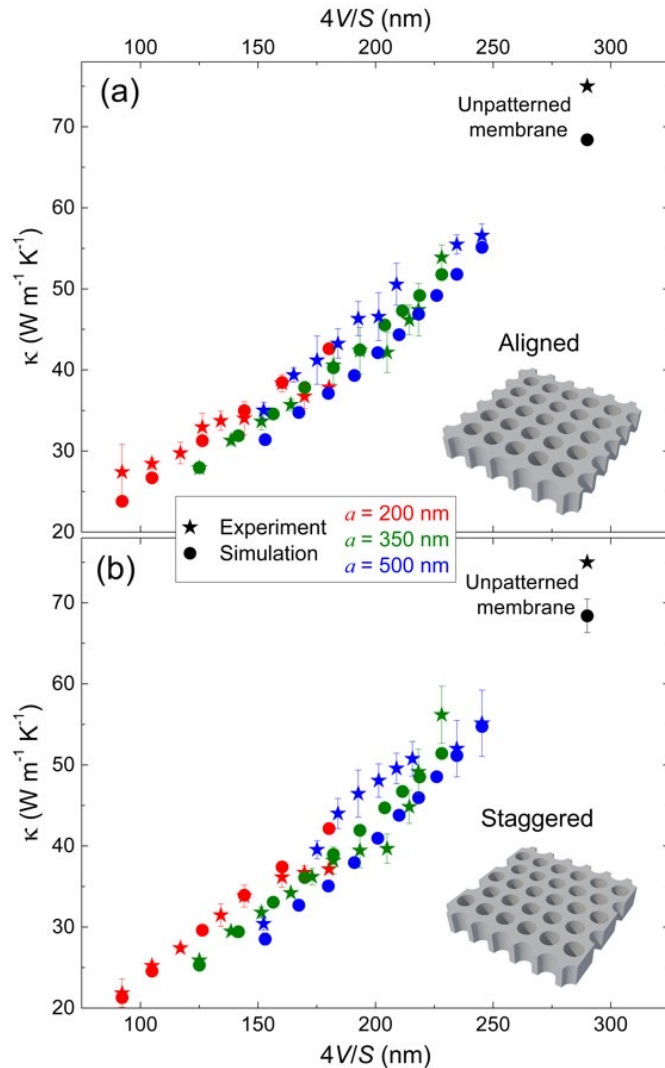 4V/S (nm)
100 150 200 250 300
(a)
Unpatterned
membrane
70
60
50
40
30
20
κ (W m⁻¹ K⁻¹)
Aligned
★ Experiment
● Simulation
a = 200 nm
a = 350 nm
a = 500 nm
(b)
Unpatterned
membrane
70
60
50
40
30
20
κ (W m⁻¹ K⁻¹)
Staggered
100 150 200 250 300
4V/S (nm)